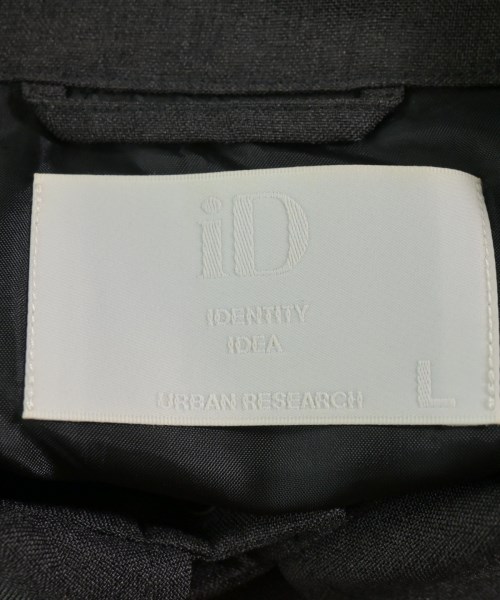 iD
IDENTITY
IDEA
URBAN RESEARCH
L